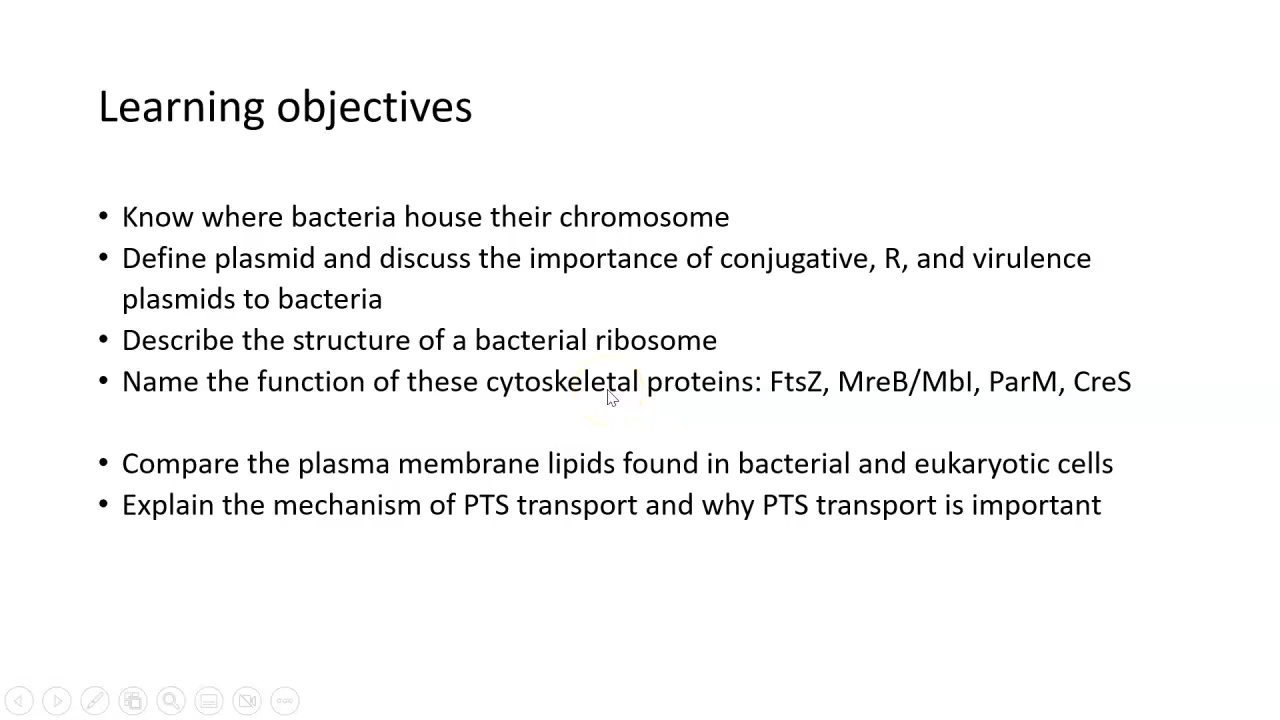 Learning objectives
• Know where bacteria house their chromosome
• Define plasmid and discuss the importance of conjugative, R, and virulence
plasmids to bacteria
• Describe the structure of a bacterial ribosome
• Name the function of these cytoskeletal proteins: FtsZ, MreB/MbI, ParM, CreS
• Compare the plasma membrane lipids found in bacterial and eukaryotic cells
• Explain the mechanism of PTS transport and why PTS transport is important